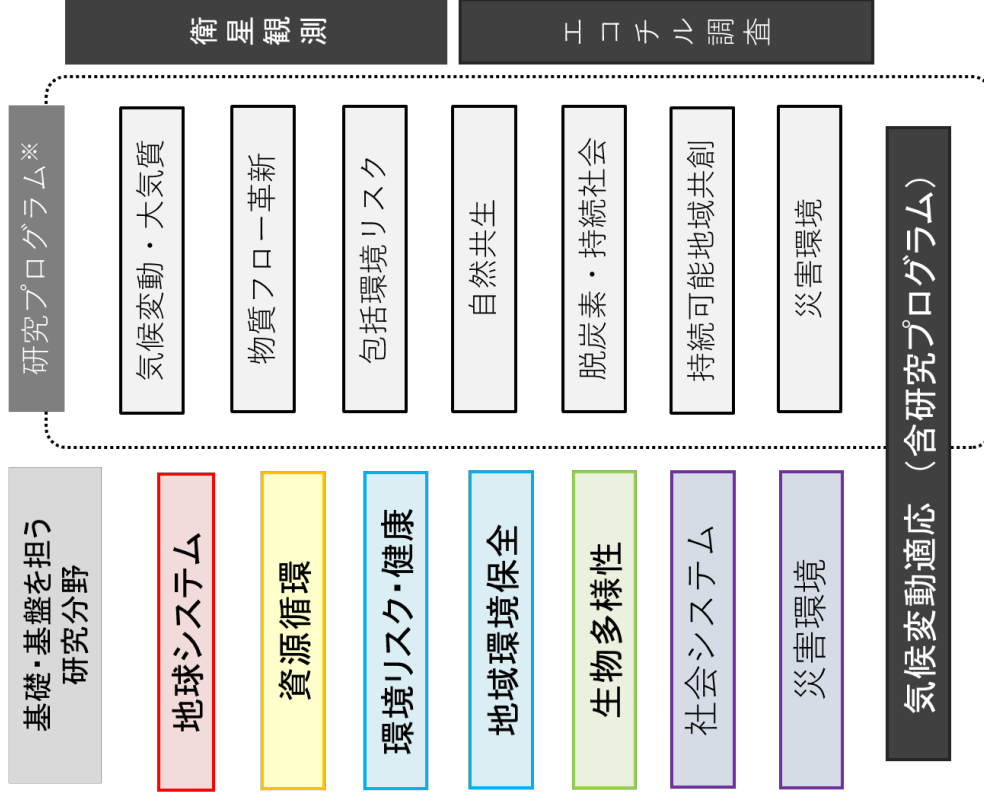 基礎・基盤を担う
研究分野
研究プログラム※
地球システム
資源循環
環境リスク・健康
地域環境保全
生物多様性
社会システム
災害環境
気候変動・大気質
物質フロー革新
包括環境リスク
自然共生
脱炭素・持続社会
持続可能地域共創
災害環境
気候変動適応（含研究プログラム）
衛星観測
エコチル調査